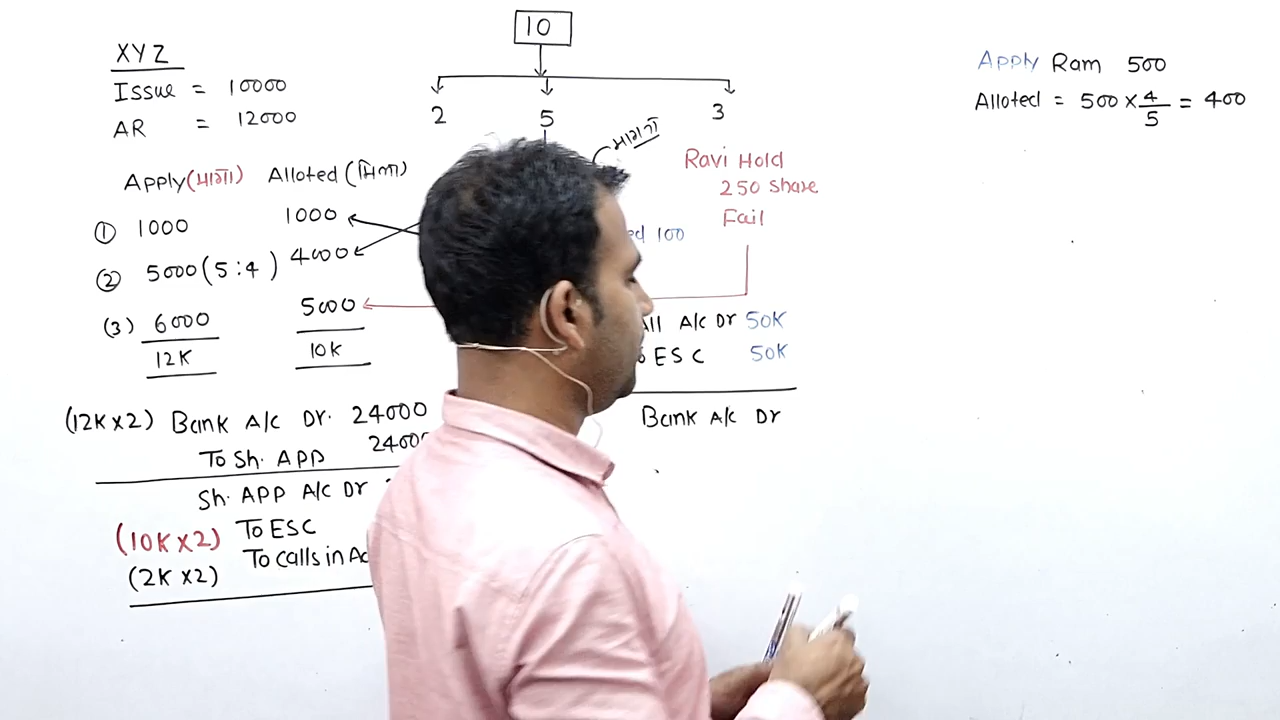 10
2 5 3
XYZ
Issue = 10000
AR = 12000
Apply (मांगा) Alloted (मिला)
① 1000 1000
② 5000 (5:4) 4000
(3) 6000 5000
12K 10K
(12K x 2) Bank A/c Dr. 24000
To Sh. APP
Sh. APP A/c Dr
(10K x 2) To ESC
(2K x 2) To calls in
Ravi Hold
250 Share
Fail
100
A/c Dr 50K
ESC 50K
Bank A/c Dr
Apply Ram 500
Alloted = 500 x 4/5 = 400